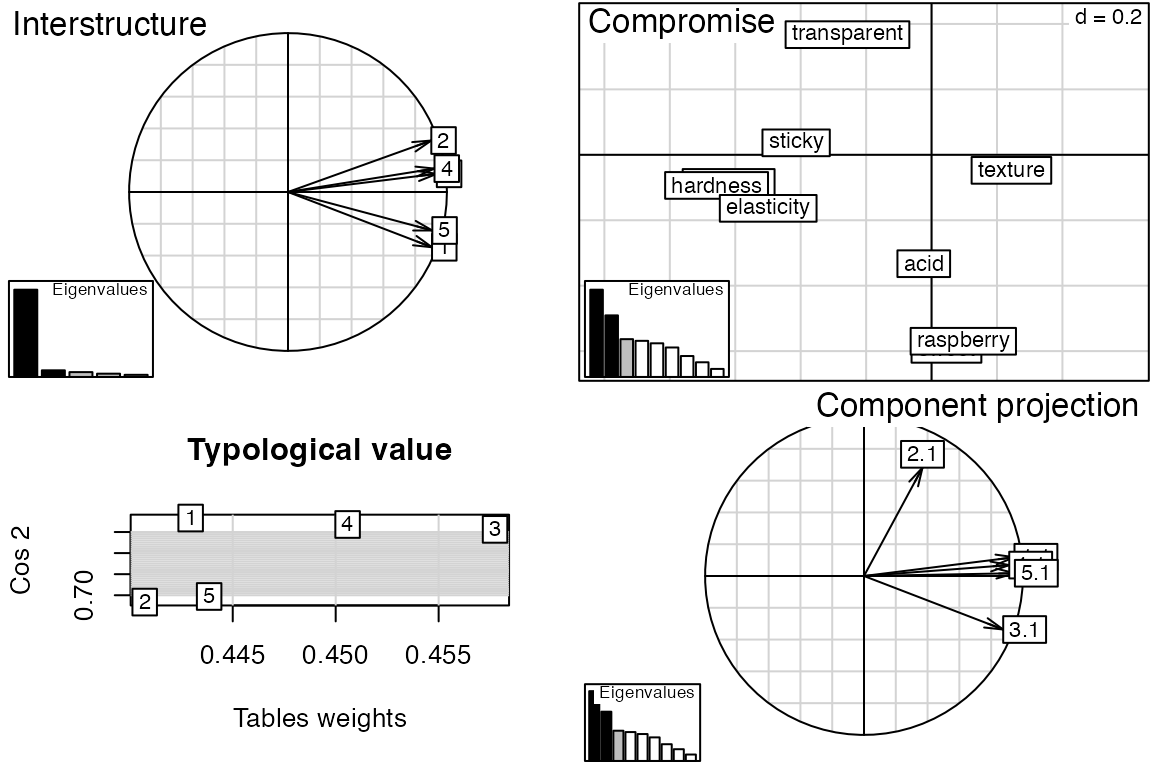 Interstructure
2
4
5
Eigenvalues
Compromise
d = 0.2
transparent
sticky
texture
hardness
elasticity
acid
raspberry
Eigenvalues
Typological value
Cos 2
0.70
1
4
3
2
5
0.445 0.450 0.455
Tables weights
Component projection
2.1
5.1
3.1
Eigenvalues